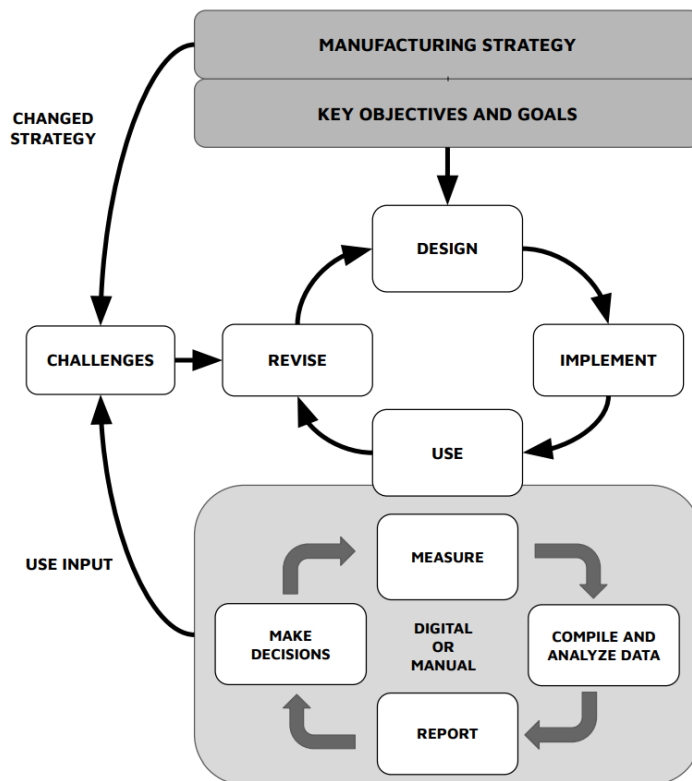 MANUFACTURING STRATEGY
KEY OBJECTIVES AND GOALS
CHANGED
STRATEGY
DESIGN
CHALLENGES
REVISE
IMPLEMENT
USE
MEASURE
USE INPUT
MAKE
DECISIONS
DIGITAL
OR
MANUAL
COMPILE AND
ANALYZE DATA
REPORT